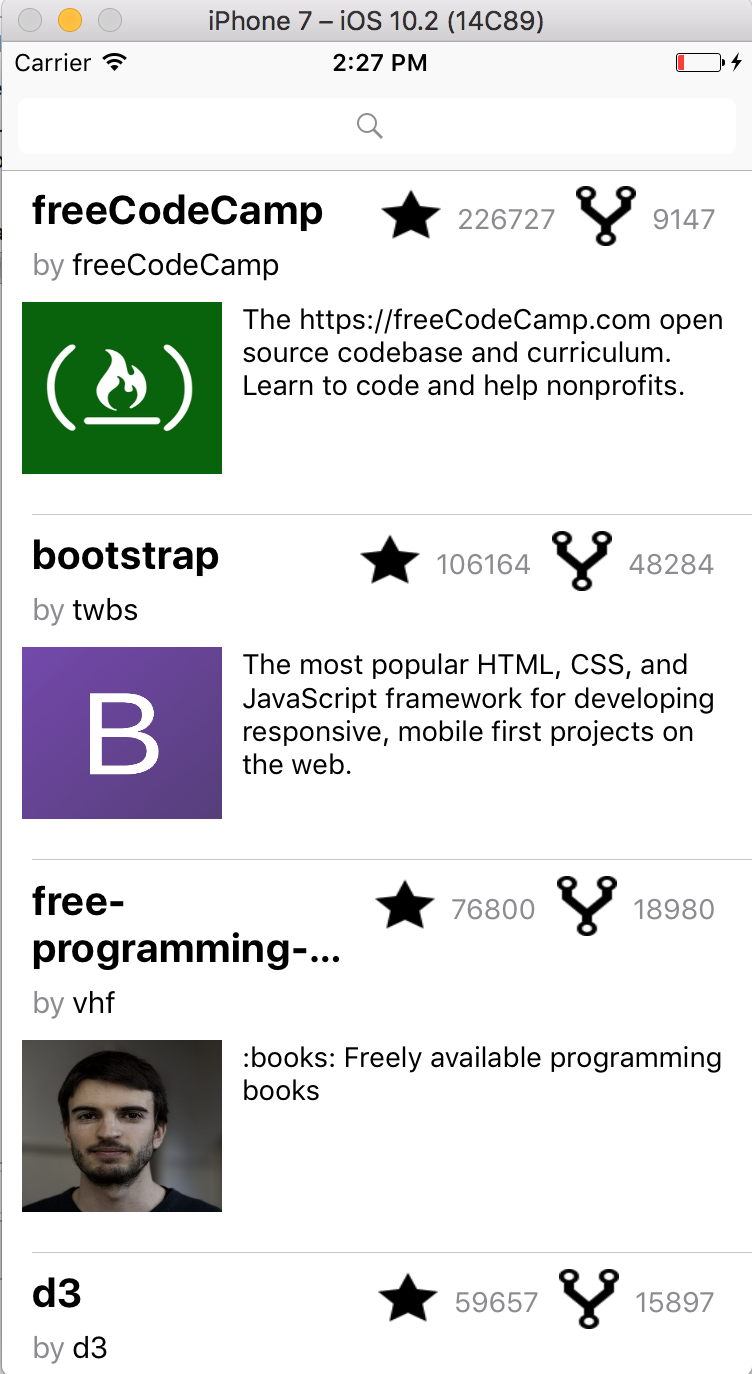 iPhone 7 – iOS 10.2 (14C89)
Carrier 2:27 PM
freeCodeCamp 226727 9147
by freeCodeCamp
The https://freeCodeCamp.com open
source codebase and curriculum.
Learn to code and help nonprofits.
bootstrap 106164 48284
by twbs
B
The most popular HTML, CSS, and
JavaScript framework for developing
responsive, mobile first projects on
the web.
free-
programming-... 76800 18980
by vhf
:books: Freely available programming
books
d3 59657 15897
by d3